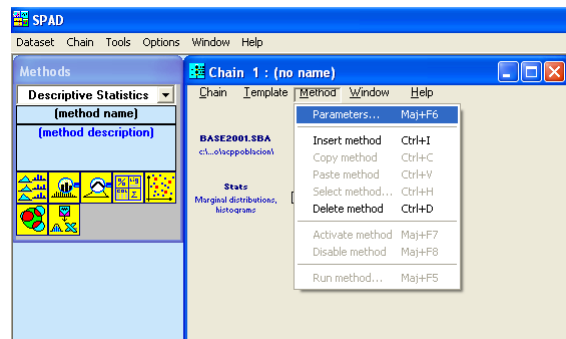 SPAD
Dataset Chain Tools Options Window Help
Methods
Descriptive Statistics
(method name)
(method description)
Chain 1 : (no name)
Chain Template Method Window Help
BASE2001.SBA
c:\...o\acppoblacion\
Stats
Marginal distributions,
histograms
Parameters... Maj+F6
Insert method Ctrl+I
Copy method Ctrl+C
Paste method Ctrl+V
Select method... Ctrl+H
Delete method Ctrl+D
Activate method Maj+F7
Disable method Maj+F8
Run method... Maj+F5